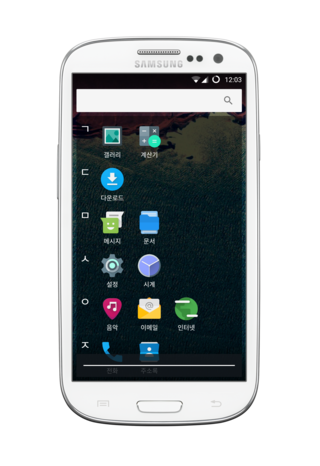 SAMSUNG
12:03
ㄱ
갤러리 계산기
ㄷ
다운로드
ㅁ
메시지 문서
ㅅ
설정 시계
ㅇ
음악 이메일 인터넷
ㅈ
전화 주소록